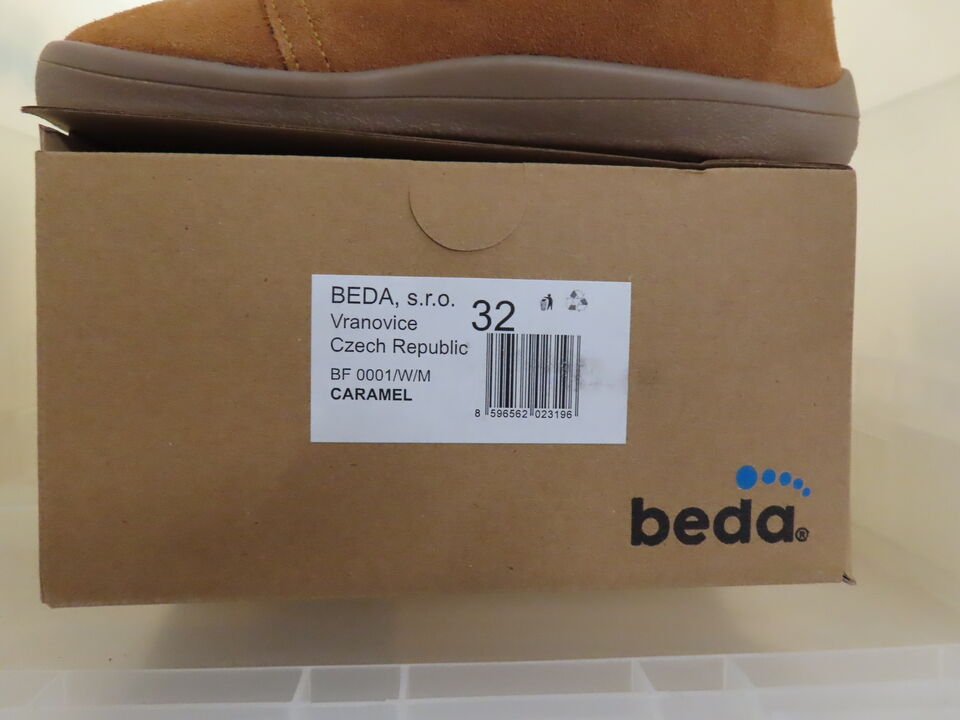 BEDA, s.r.o.
32
Vranovice
Czech Republic
BF 0001/W/M
CARAMEL
8 596562 023196
beda®